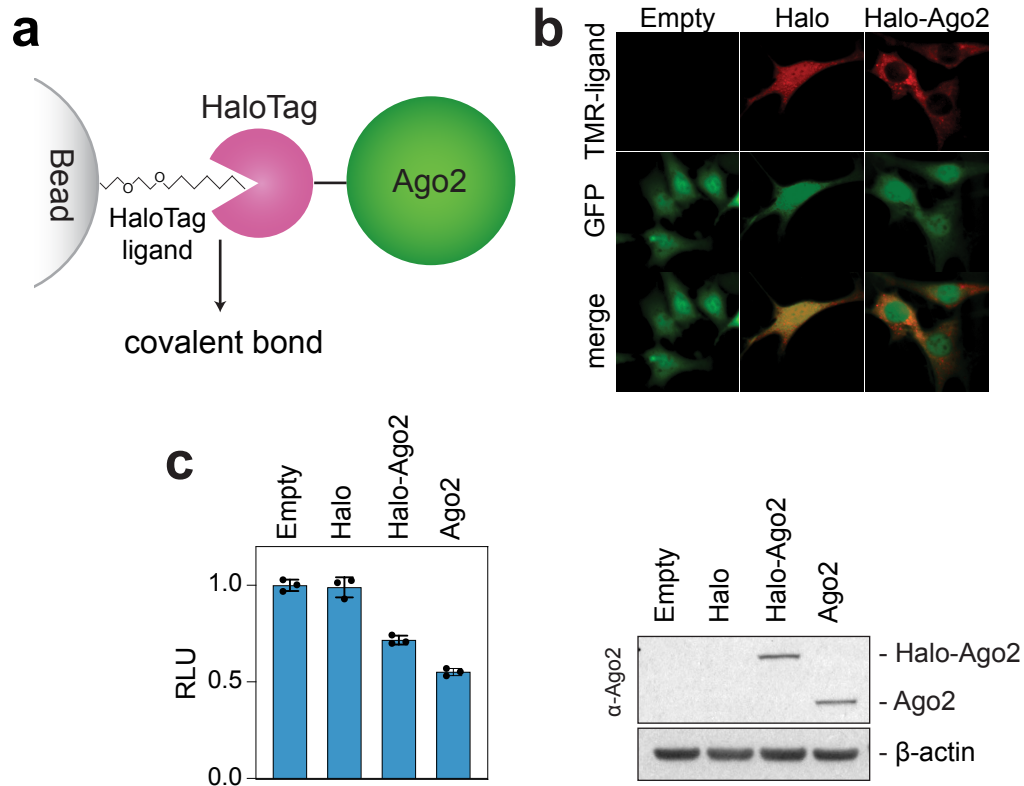 a
Bead
O
O
HaloTag
ligand
HaloTag
Ago2
covalent bond
b
Empty
Halo
Halo-Ago2
TMR-ligand
GFP
merge
c
Empty
Halo
Halo-Ago2
Ago2
RLU
1.0
0.5
0.0
Empty
Halo
Halo-Ago2
Ago2
α-Ago2
- Halo-Ago2
- Ago2
- β-actin